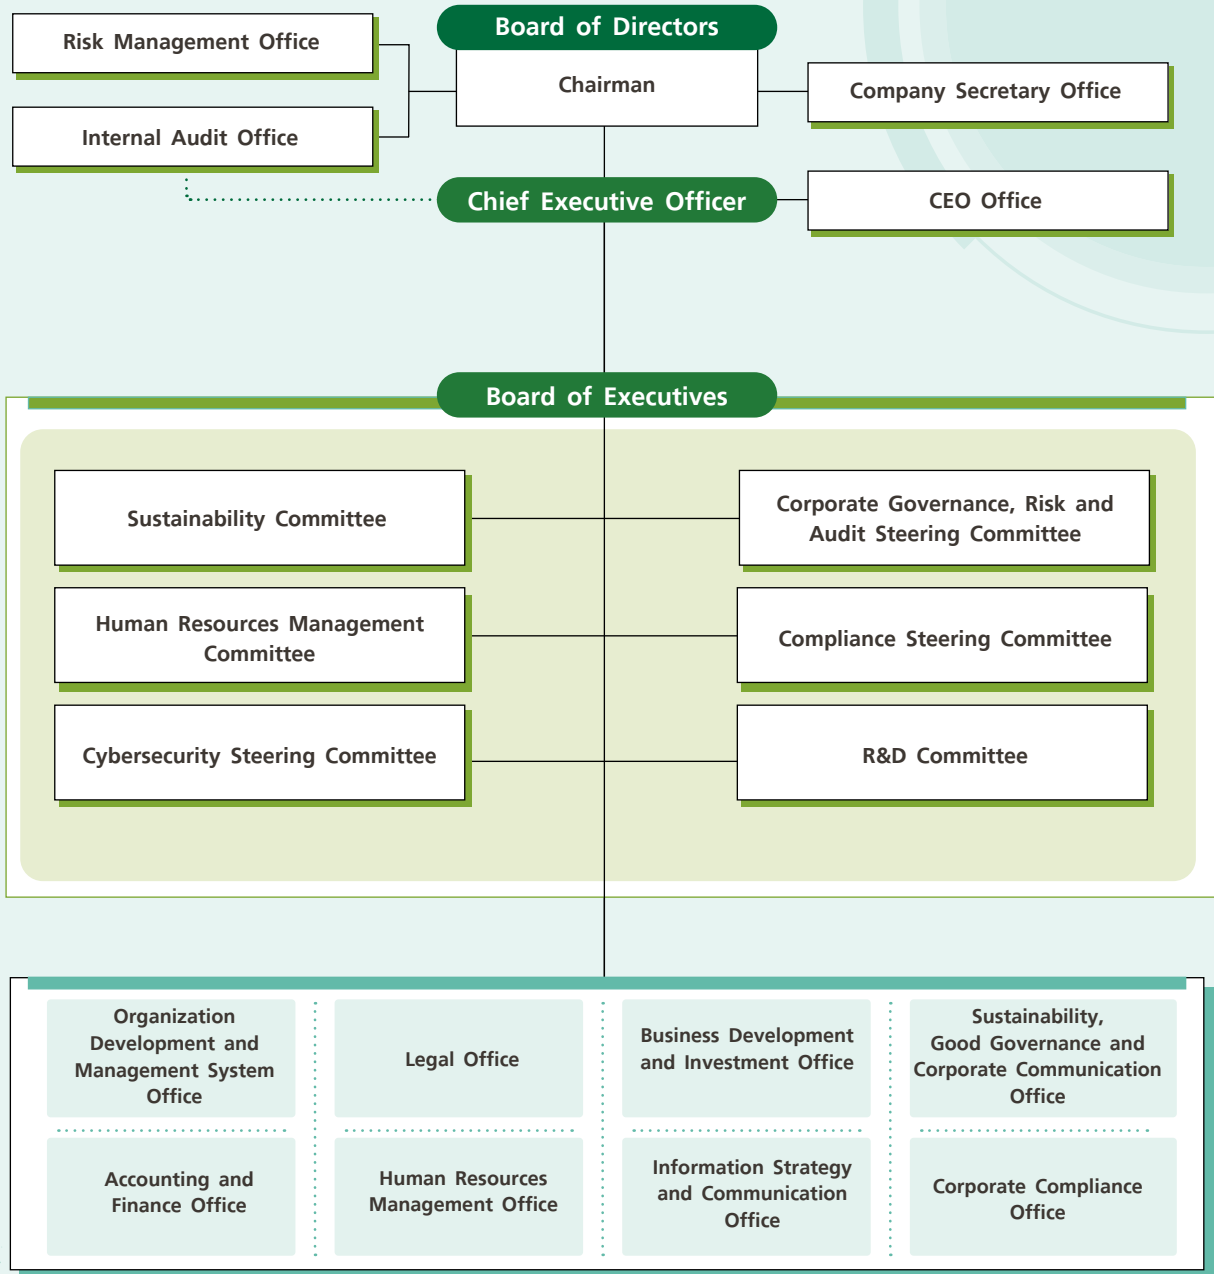 Board of Directors
Risk Management Office
Chairman
Company Secretary Office
Internal Audit Office
Chief Executive Officer
CEO Office
Board of Executives
Sustainability Committee
Corporate Governance, Risk and
Audit Steering Committee
Human Resources Management
Committee
Compliance Steering Committee
Cybersecurity Steering Committee
R&D Committee
Organization
Development and
Management System
Office
Legal Office
Business Development
and Investment Office
Sustainability,
Good Governance and
Corporate Communication
Office
Accounting and
Finance Office
Human Resources
Management Office
Information Strategy
and Communication
Office
Corporate Compliance
Office